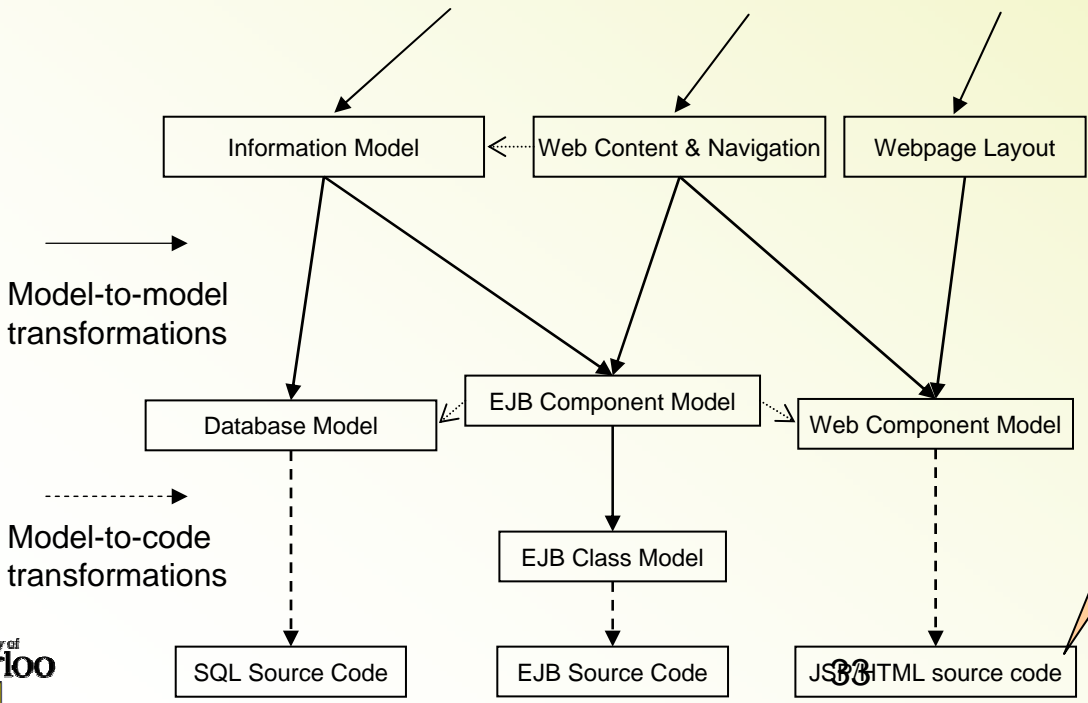 Information Model
Web Content & Navigation
Webpage Layout
Model-to-model
transformations
EJB Component Model
Database Model
Web Component Model
Model-to-code
transformations
EJB Class Model
SQL Source Code
EJB Source Code
JSP/HTML source code
33